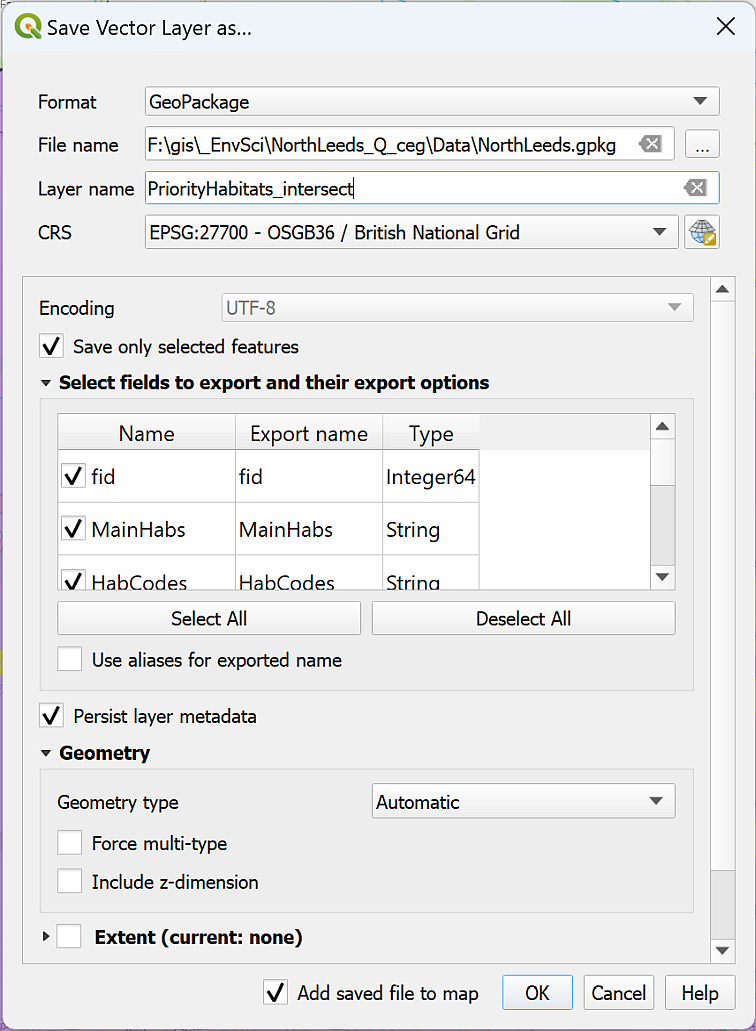 Save Vector Layer as...
Format GeoPackage
File name F:\gis\_EnvSci\NorthLeeds_Q_ceg\Data\NorthLeeds.gpkg ...
Layer name PriorityHabitats_intersect
CRS EPSG:27700 - OSGB36 / British National Grid
Encoding UTF-8
Save only selected features
Select fields to export and their export options
Name Export name Type
fid fid Integer64
MainHabs MainHabs String
HabCodes HabCodes String
Select All Deselect All
Use aliases for exported name
Persist layer metadata
Geometry
Geometry type Automatic
Force multi-type
Include z-dimension
Extent (current: none)
Add saved file to map OK Cancel Help